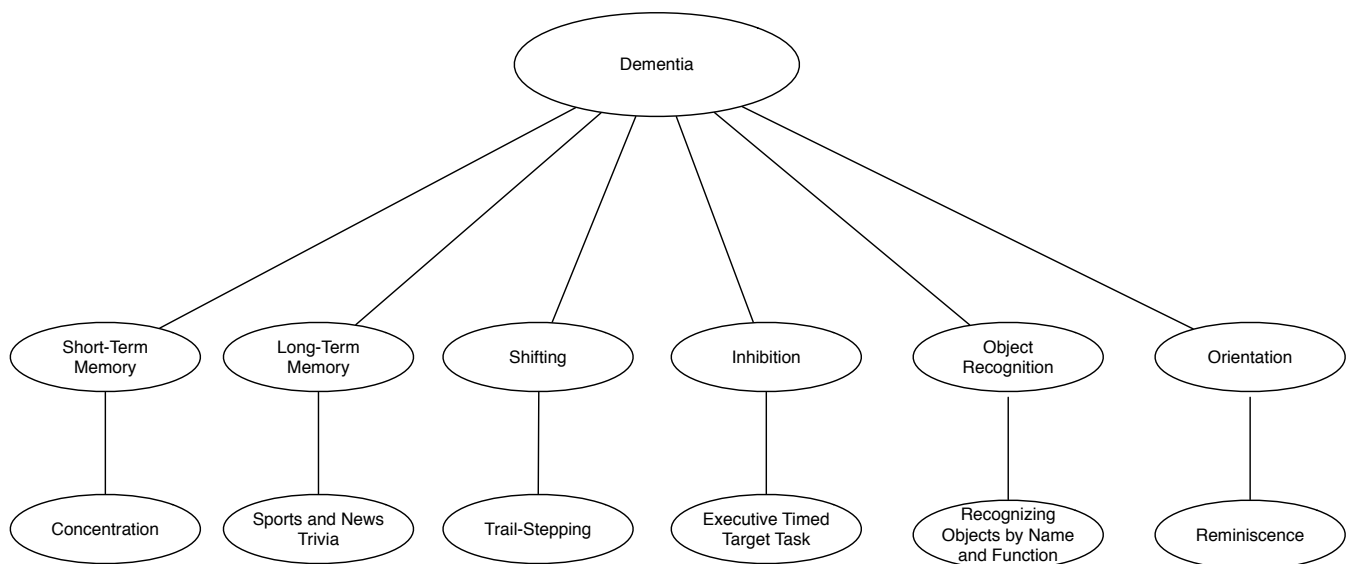 Dementia
Short-Term
Memory
Long-Term
Memory
Shifting
Inhibition
Object
Recognition
Orientation
Concentration
Sports and News
Trivia
Trail-Stepping
Executive Timed
Target Task
Recognizing
Objects by Name
and Function
Reminiscence